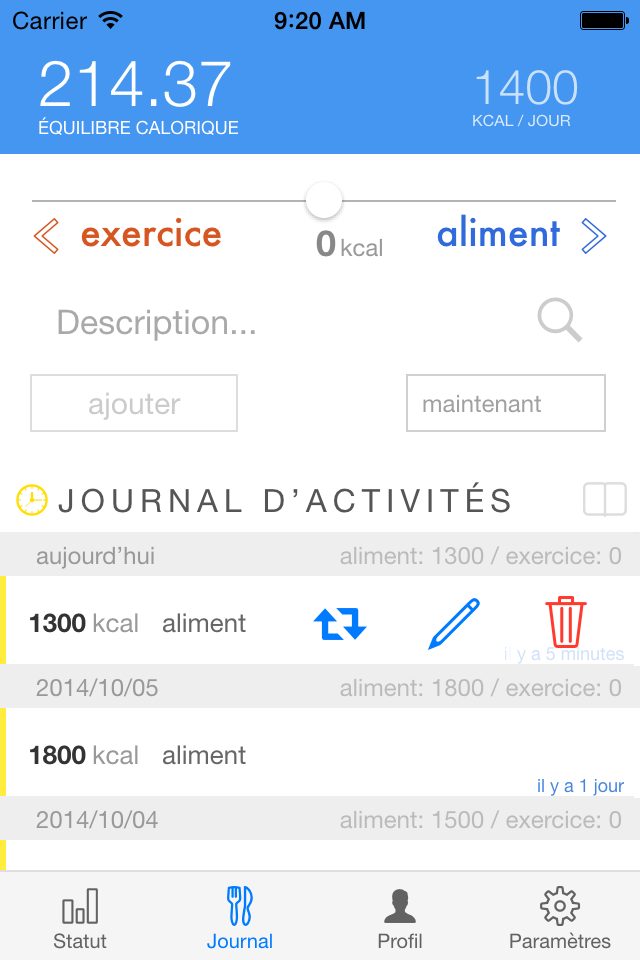 Carrier 9:20 AM
214.37 1400
ÉQUILIBRE CALORIQUE KCAL / JOUR
exercice 0 kcal aliment
Description...
ajouter maintenant
JOURNAL D’ACTIVITÉS
aujourd’hui aliment: 1300 / exercice: 0
1300 kcal aliment
il y a 5 minutes
2014/10/05 aliment: 1800 / exercice: 0
1800 kcal aliment
il y a 1 jour
2014/10/04 aliment: 1500 / exercice: 0
Statut Journal Profil Paramètres